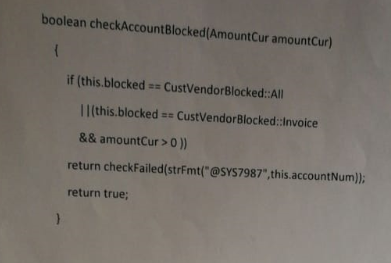 boolean checkAccountBlocked(AmountCur amountCur)
{
if (this.blocked == CustVendorBlocked::All
||(this.blocked == CustVendorBlocked::Invoice
&& amountCur > 0 ))
return checkFailed(strFmt("@SYS7987",this.accountNum));
return true;
}